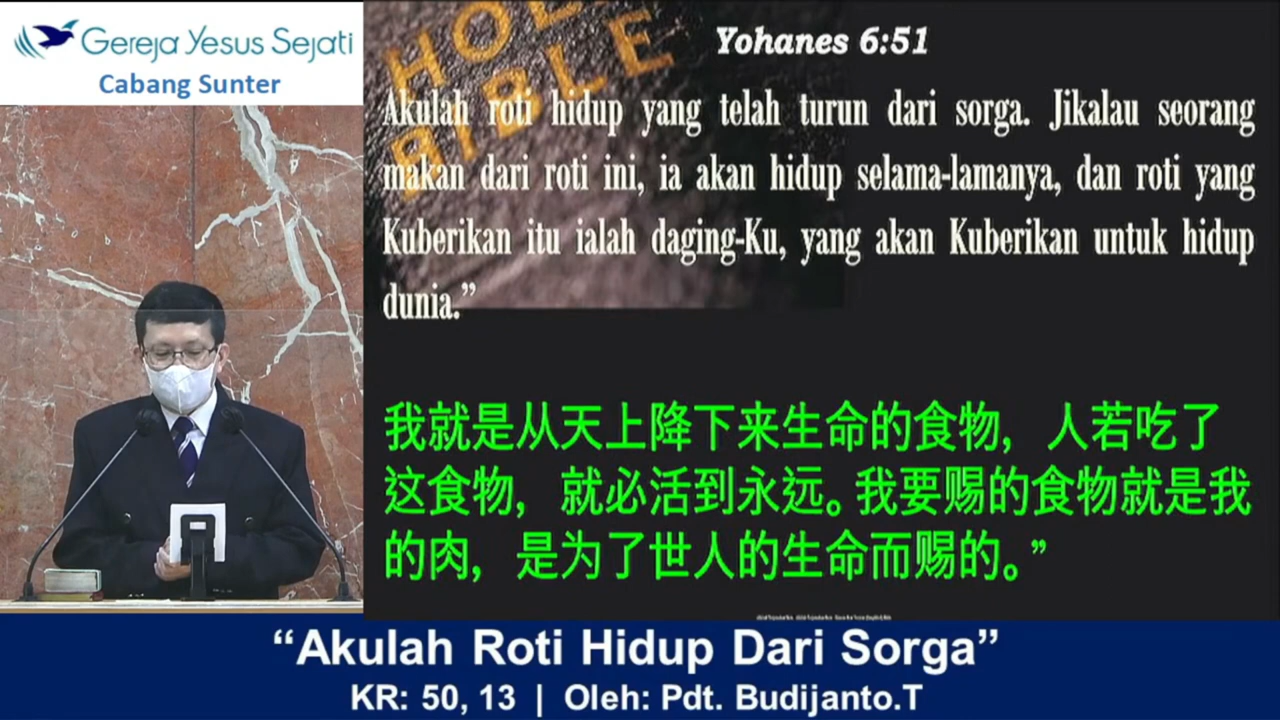 Gereja Yesus Sejati
Cabang Sunter
HOLY
BIBLE
Yohanes 6:51
Akulah roti hidup yang telah turun dari sorga. Jikalau seorang
makan dari roti ini, ia akan hidup selama-lamanya, dan roti yang
Kuberikan itu ialah daging-Ku, yang akan Kuberikan untuk hidup
dunia.”
我就是从天上降下来生命的食物，人若吃了
这食物，就必活到永远。我要赐的食物就是我
的肉，是为了世人的生命而赐的。”
“Akulah Roti Hidup Dari Sorga”
KR: 50, 13 | Oleh: Pdt. Budijanto.T